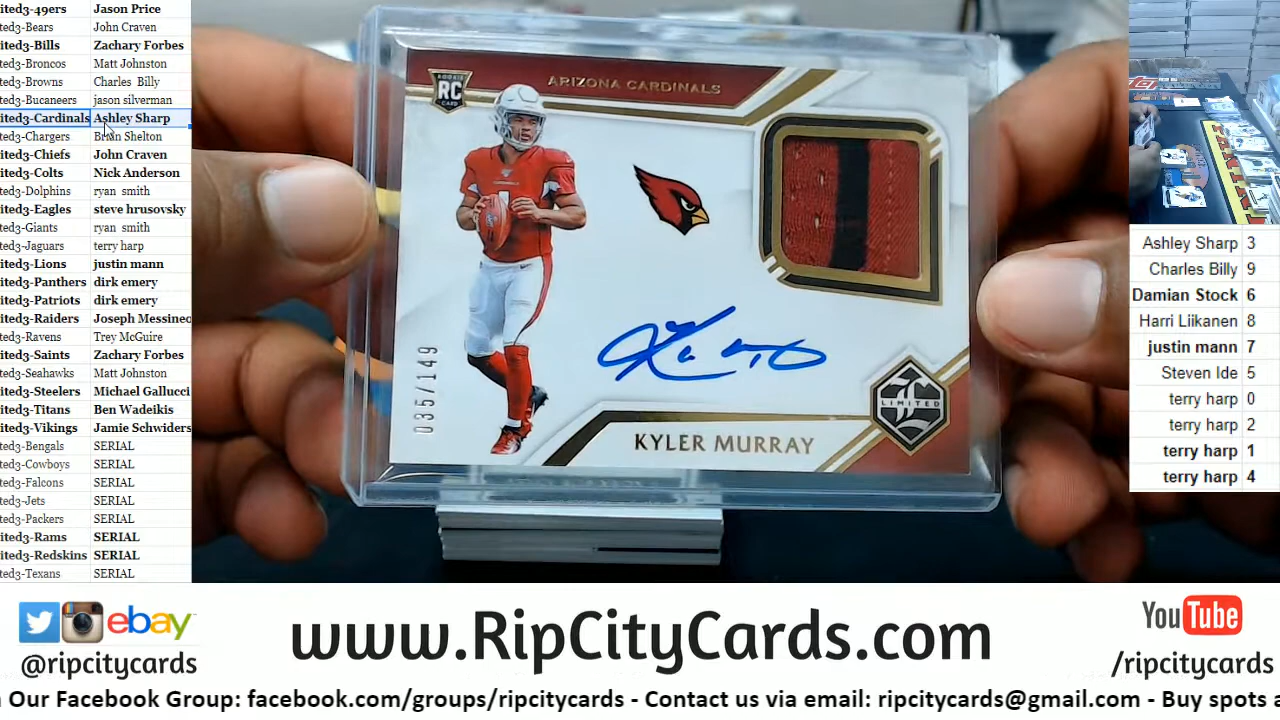 ited3-49ers Jason Price
ted3-Bears John Craven
ited3-Bills Zachary Forbes
ted3-Broncos Matt Johnston
ted3-Browns Charles Billy
ted3-Bucaneers jason silverman
ited3-Cardinals Ashley Sharp
ted3-Chargers Brian Shelton
ited3-Chiefs John Craven
ited3-Colts Nick Anderson
ted3-Dolphins ryan smith
ited3-Eagles steve hrusovsky
ted3-Giants ryan smith
ted3-Jaguars terry harp
ited3-Lions justin mann
ited3-Panthers dirk emery
ited3-Patriots dirk emery
ited3-Raiders Joseph Messineo
ted3-Ravens Trey McGuire
ited3-Saints Zachary Forbes
ted3-Seahawks Matt Johnston
ited3-Steelers Michael Gallucci
ited3-Titans Ben Wadeikis
ited3-Vikings Jamie Schwiders
ted3-Bengals SERIAL
ted3-Cowboys SERIAL
ted3-Falcons SERIAL
ted3-Jets SERIAL
ted3-Packers SERIAL
ited3-Rams SERIAL
ited3-Redskins SERIAL
ted3-Texans SERIAL
ROOKIE
RC
CARD
ARIZONA CARDINALS
035/149
LIMITED
KYLER MURRAY
Ashley Sharp 3
Charles Billy 9
Damian Stock 6
Harri Liikanen 8
justin mann 7
Steven Ide 5
terry harp 0
terry harp 2
terry harp 1
terry harp 4
ebay
@ripcitycards
www.RipCityCards.com
YouTube
/ripcitycards
n Our Facebook Group: facebook.com/groups/ripcitycards - Contact us via email: ripcitycards@gmail.com - Buy spots a